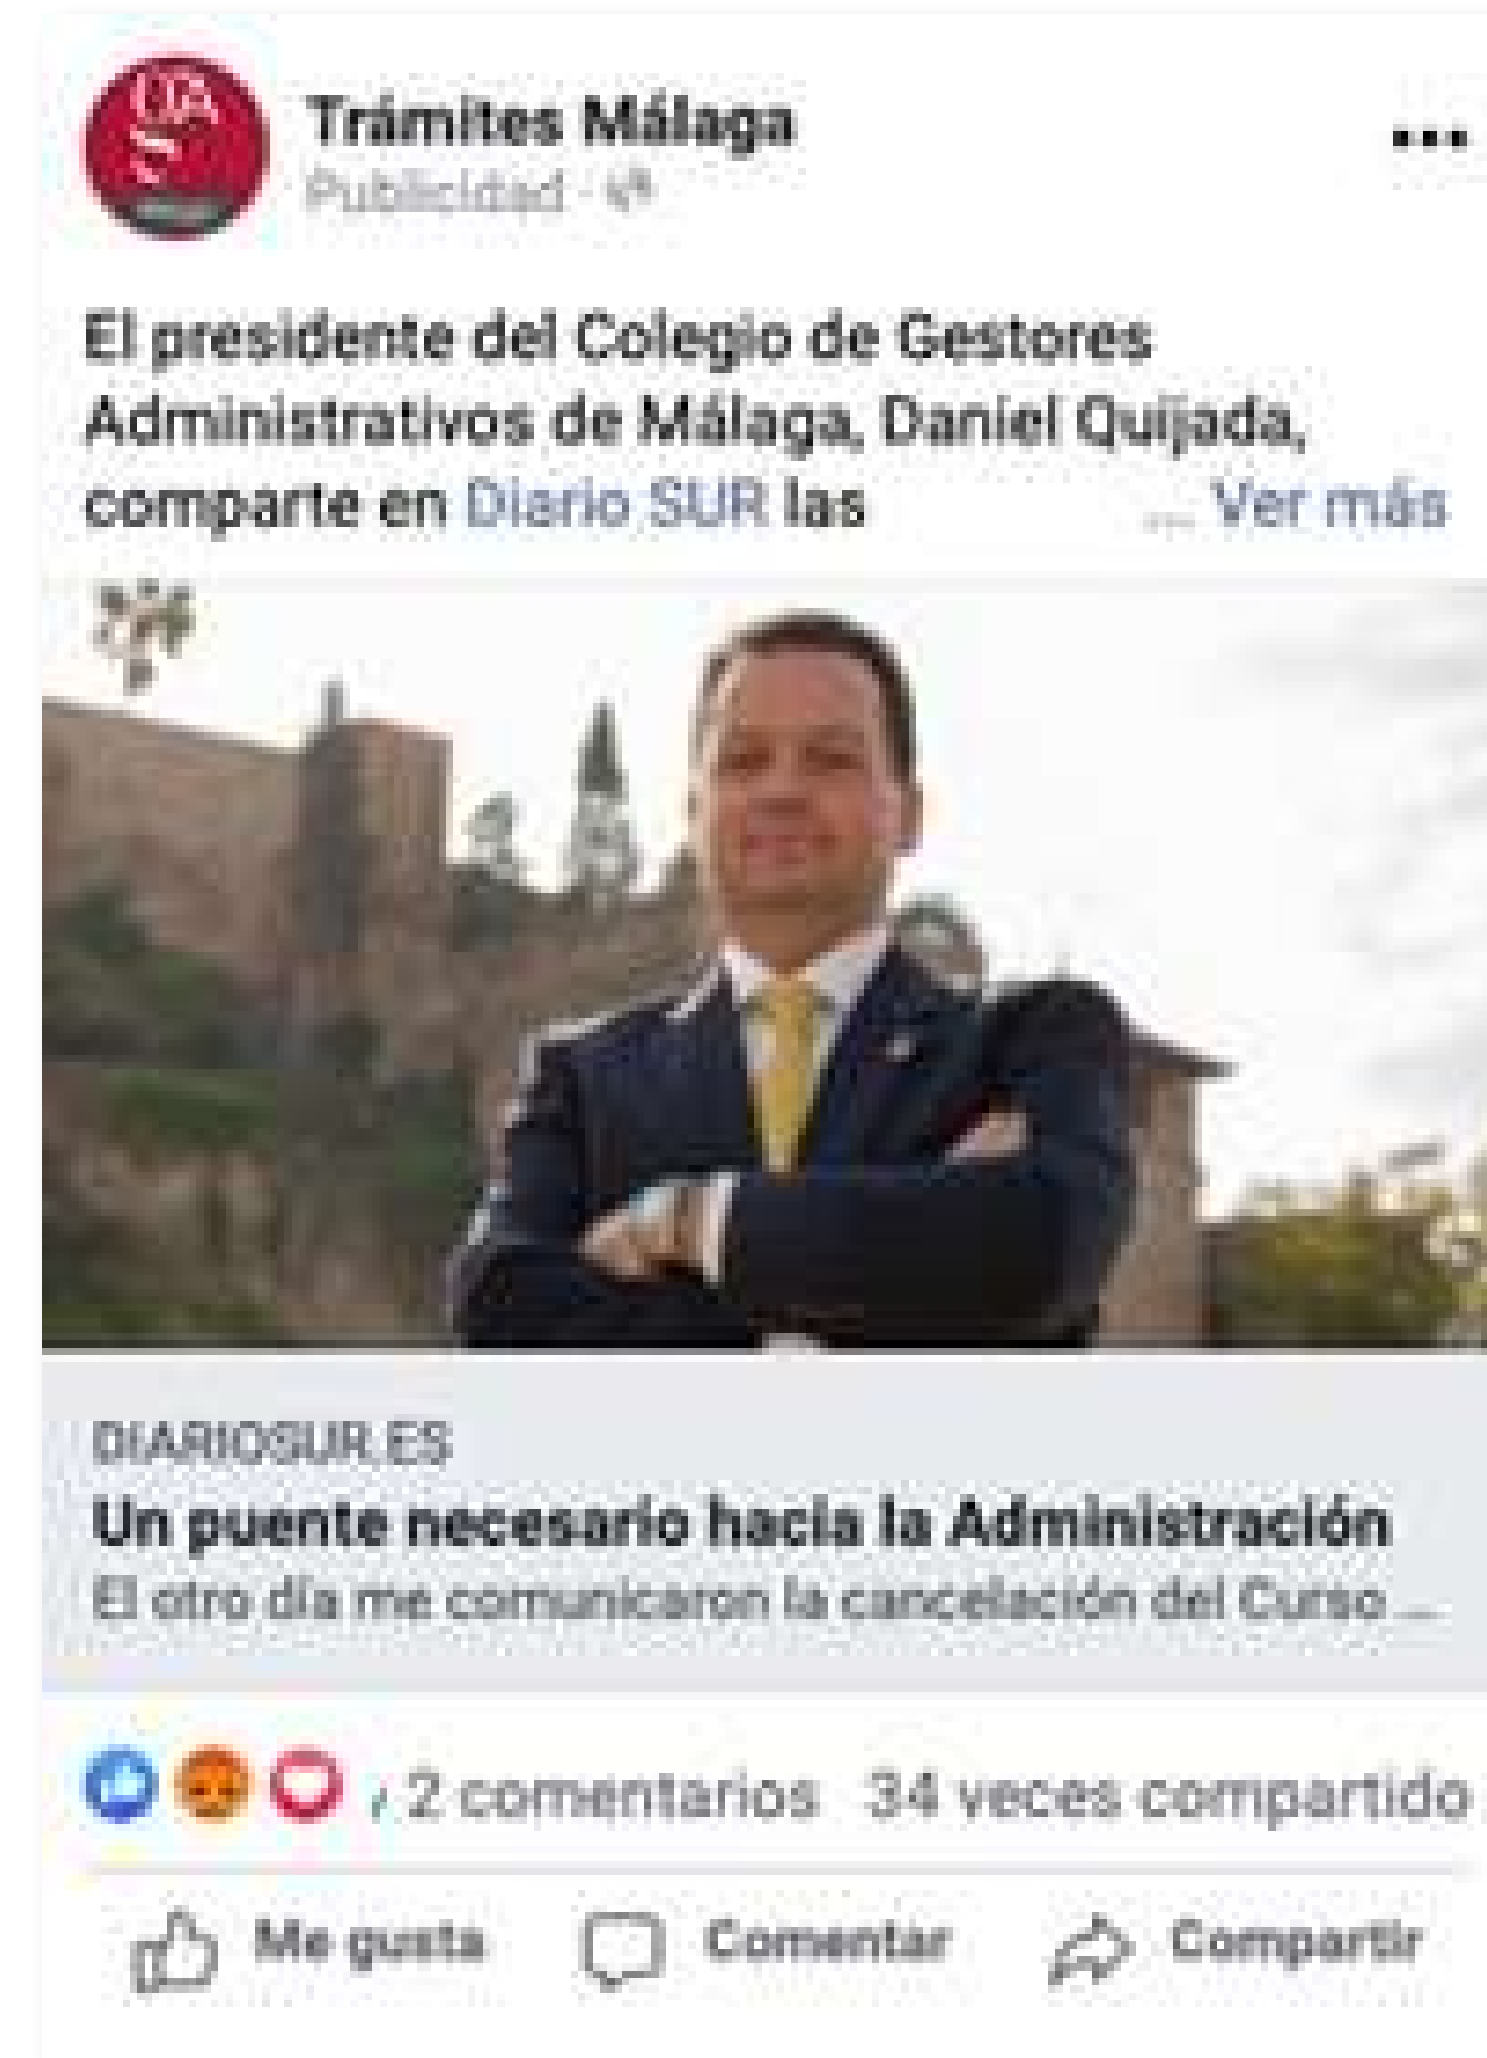 Trámites Málaga
Publicidad
El presidente del Colegio de Gestores
Administrativos de Málaga, Daniel Quijada,
comparte en Diario SUR las ... Ver más
DIARIOSUR.ES
Un puente necesario hacia la Administración
El otro día me comunicaron la cancelación del Curso ...
2 comentarios 34 veces compartido
Me gusta Comentar Compartir